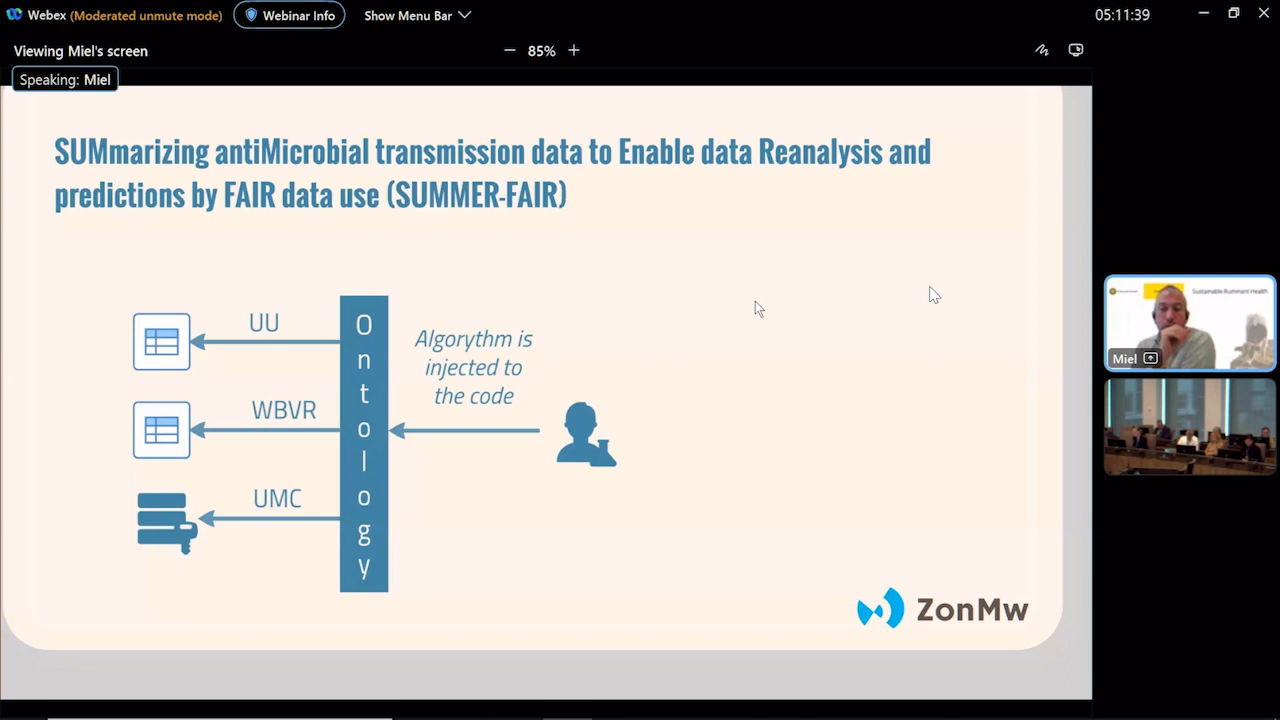 Webex (Moderated unmute mode) Webinar Info Show Menu Bar 05:11:39
Viewing Miel's screen 85%
Speaking: Miel
SUMmarizing antiMicrobial transmission data to Enable data Reanalysis and
predictions by FAIR data use (SUMMER-FAIR)
UU
WBVR
UMC
Ontology
Algorythm is
injected to
the code
ZonMw
Sustainable Ruminant Health
Miel